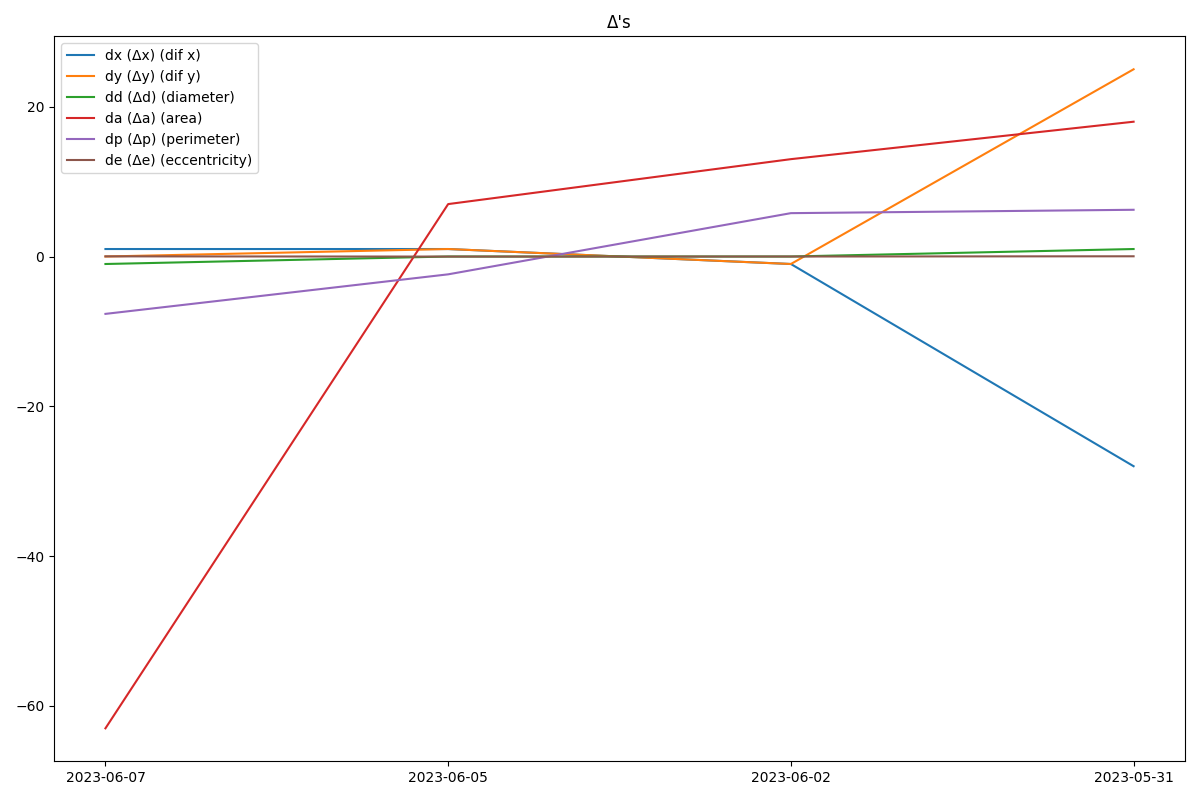 Δ's
dx (Δx) (dif x)
dy (Δy) (dif y)
dd (Δd) (diameter)
da (Δa) (area)
dp (Δp) (perimeter)
de (Δe) (eccentricity)
20
0
−20
−40
−60
2023-06-07 2023-06-05 2023-06-02 2023-05-31